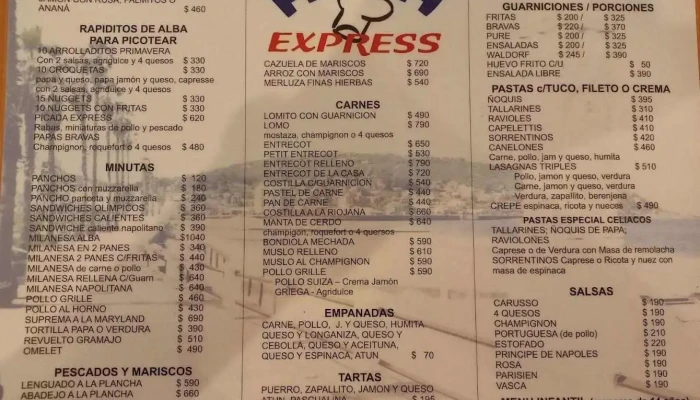 ANANÁ $ 460
RAPIDITOS DE ALBA
PARA PICOTEAR
10 ARROLLADITOS PRIMAVERA
Con 2 salsas, agridulce y 4 quesos $ 330
10 CROQUETAS $ 330
papa y queso, papa jamón y queso, capresse
con 2 salsas, agridulce y 4 quesos
15 NUGGETS $ 330
10 NUGGETS CON FRITAS $ 330
PICADA EXPRESS $ 620
Rabas, miniaturas de pollo y pescado
PAPAS BRAVAS
Champignon, roquefort o 4 quesos $ 480
MINUTAS
PANCHOS $ 120
PANCHOS con muzzarella $ 180
PANCHO panceta y muzzarella $ 240
SANDWICHES OLIMPICOS $ 360
SANDWICHES CALIENTES $ 360
SANDWICHE caliente napolitano $ 390
MILANESA ALBA $1040
MILANESA EN 2 PANES $ 340
MILANESA 2 PANES C/FRITAS $ 440
MILANESA de carne o pollo $ 430
MILANESA RELLENA C/Guarn $ 640
MILANESA NAPOLITANA $ 640
POLLO GRILLE $ 460
POLLO AL HORNO $ 430
SUPREMA A LA MARYLAND $ 690
TORTILLA PAPA O VERDURA $ 390
REVUELTO GRAMAJO $ 510
OMELET $ 490
PESCADOS Y MARISCOS
LENGUADO A LA PLANCHA $ 590
ABADEJO A LA PLANCHA $ 660
EXPRESS
CAZUELA DE MARISCOS $ 720
ARROZ CON MARISCOS $ 690
MERLUZA FINAS HIERBAS $ 540
CARNES
LOMITO CON GUARNICION $ 490
LOMO $ 790
mostaza, champignon o 4 quesos
ENTRECOT $ 650
PETIT ENTRECOT $ 530
ENTRECOT RELLENO $ 790
ENTRECOT DE LA CASA $ 720
COSTILLA C/GUARNICION $ 540
PASTEL DE CARNE $ 440
PAN DE CARNE $ 440
COSTILLA A LA RIOJANA $ 660
MANTA DE CERDO $ 640
champignon, roquefort o 4 quesos
BONDIOLA MECHADA $ 590
MUSLO RELLENO $ 610
MUSLO AL CHAMPIGNON $ 590
POLLO GRILLE $ 590
POLLO SUIZA – Crema Jamón
GRIEGA - Agridulce
EMPANADAS
CARNE, POLLO, J. Y QUESO, HUMITA
QUESO Y LONGANIZA, QUESO Y
CEBOLLA, QUESO Y ACEITUNA,
QUESO Y ESPINACA, ATUN $ 70
TARTAS
PUERRO, ZAPALLITO, JAMON Y QUESO
ATUN, PASCUALINA $ 195
GUARNICIONES / PORCIONES
FRITAS $ 200 / $ 325
BRAVAS $ 220 / $ 370
PURE $ 200 / $ 325
ENSALADAS $ 200 / $ 325
WALDORF $ 245 / $ 390
HUEVO FRITO C/U $ 50
ENSALADA LIBRE $ 390
PASTAS c/TUCO, FILETO O CREMA
ÑOQUIS $ 395
TALLARINES $ 310
RAVIOLES $ 410
CAPELETTIS $ 410
SORRENTINOS $ 420
CANELONES $ 460
Carne, pollo, jam y queso, humita
LASAGNAS TRIPLES $ 510
Pollo, jamon y queso, verdura
Carne, jamon y queso, verdura
Verdura, zapallito, berenjena
CREPE espinaca, ricota y nueces $ 490
PASTAS ESPECIAL CELIACOS
TALLARINES; ÑOQUIS DE PAPA;
RAVIOLONES
Caprese o de Verdura con Masa de remolacha
SORRENTINOS Caprese o Ricota y nuez con
masa de espinaca
SALSAS
CARUSSO $ 190
4 QUESOS $ 190
CHAMPIGNON $ 190
PORTUGUESA (de pollo) $ 210
ESTOFADO $ 220
PRINCIPE DE NAPOLES $ 190
ROSA $ 190
PARISIEN $ 190
VASCA $ 190
MENU INFANTIL